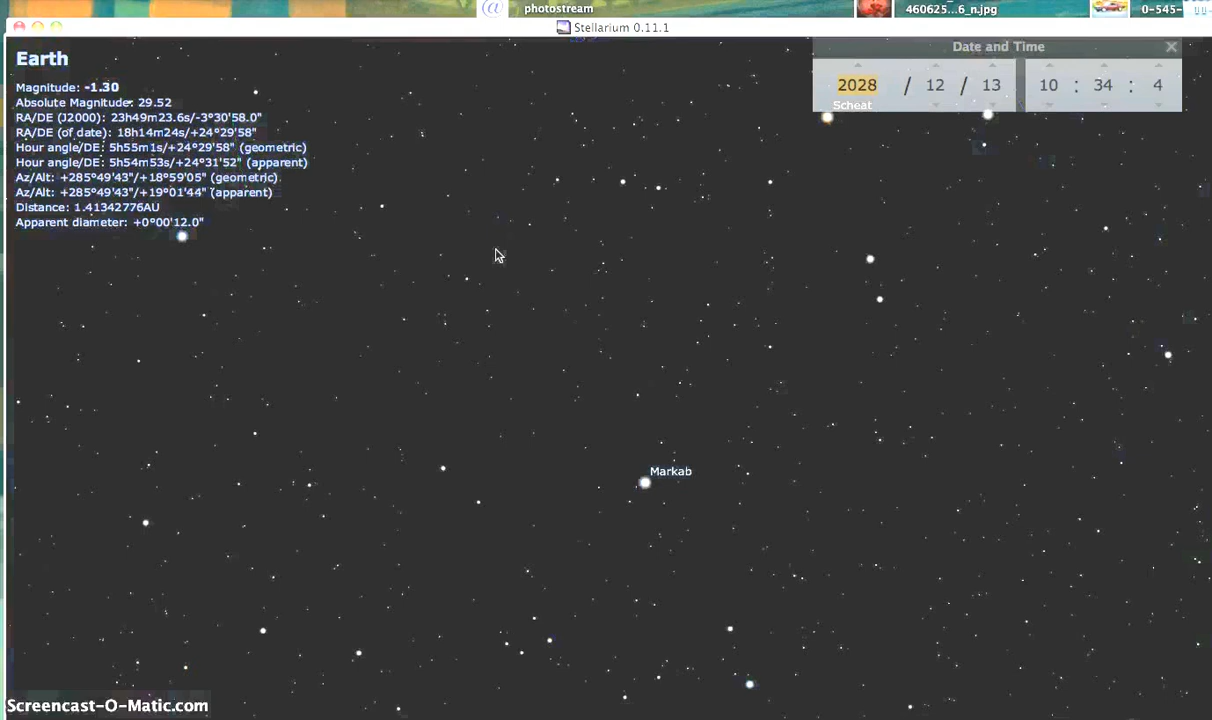 @ photostream 460625...6_n.jpg 0-545-
Stellarium 0.11.1
Earth
Date and Time
Magnitude: -1.30
2028 / 12 / 13 10 : 34 : 4
Absolute Magnitude: 29.52
Scheat
RA/DE (J2000): 23h49m23.6s/-3°30'58.0"
RA/DE (of date): 18h14m24s/+24°29'58"
Hour angle/DE: 5h55m1s/+24°29'58" (geometric)
Hour angle/DE: 5h54m53s/+24°31'52" (apparent)
Az/Alt: +285°49'43"/+18°59'05" (geometric)
Az/Alt: +285°49'43"/+19°01'44" (apparent)
Distance: 1.41342776AU
Apparent diameter: +0°00'12.0"
Markab
Screencast-O-Matic.com